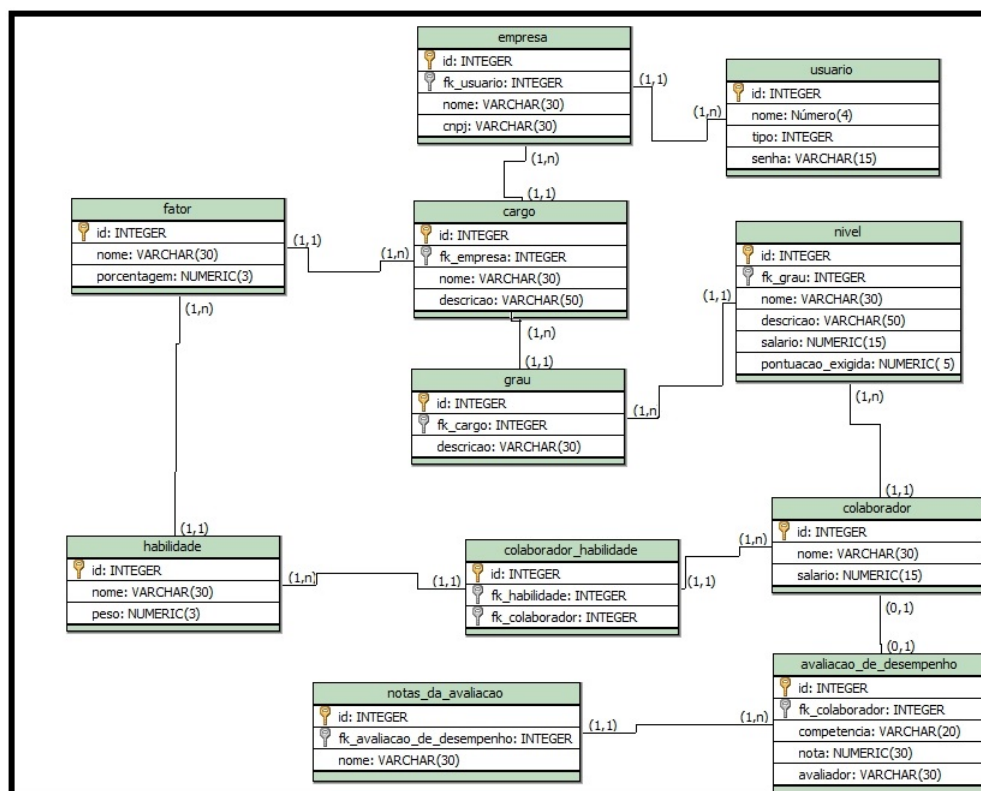 empresa
id: INTEGER
fk_usuario: INTEGER
nome: VARCHAR(30)
cnpj: VARCHAR(30)
(1,1)
(1,n)
usuario
id: INTEGER
nome: Número(4)
tipo: INTEGER
senha: VARCHAR(15)
(1,n)
(1,1)
fator
id: INTEGER
nome: VARCHAR(30)
porcentagem: NUMERIC(3)
(1,1)
(1,n)
cargo
id: INTEGER
fk_empresa: INTEGER
nome: VARCHAR(30)
descricao: VARCHAR(50)
nivel
id: INTEGER
fk_grau: INTEGER
nome: VARCHAR(30)
descricao: VARCHAR(50)
salario: NUMERIC(15)
pontuacao_exigida: NUMERIC( 5)
(1,1)
(1,n)
(1,n)
(1,1)
grau
id: INTEGER
fk_cargo: INTEGER
descricao: VARCHAR(30)
(1,n)
(1,n)
(1,1)
(1,1)
habilidade
id: INTEGER
nome: VARCHAR(30)
peso: NUMERIC(3)
(1,n)
(1,1)
colaborador_habilidade
id: INTEGER
fk_habilidade: INTEGER
fk_colaborador: INTEGER
(1,1)
(1,n)
colaborador
id: INTEGER
nome: VARCHAR(30)
salario: NUMERIC(15)
(0,1)
(0,1)
avaliacao_de_desempenho
id: INTEGER
fk_colaborador: INTEGER
competencia: VARCHAR(20)
nota: NUMERIC(30)
avaliador: VARCHAR(30)
(1,n)
(1,1)
notas_da_avaliacao
id: INTEGER
fk_avaliacao_de_desempenho: INTEGER
nome: VARCHAR(30)